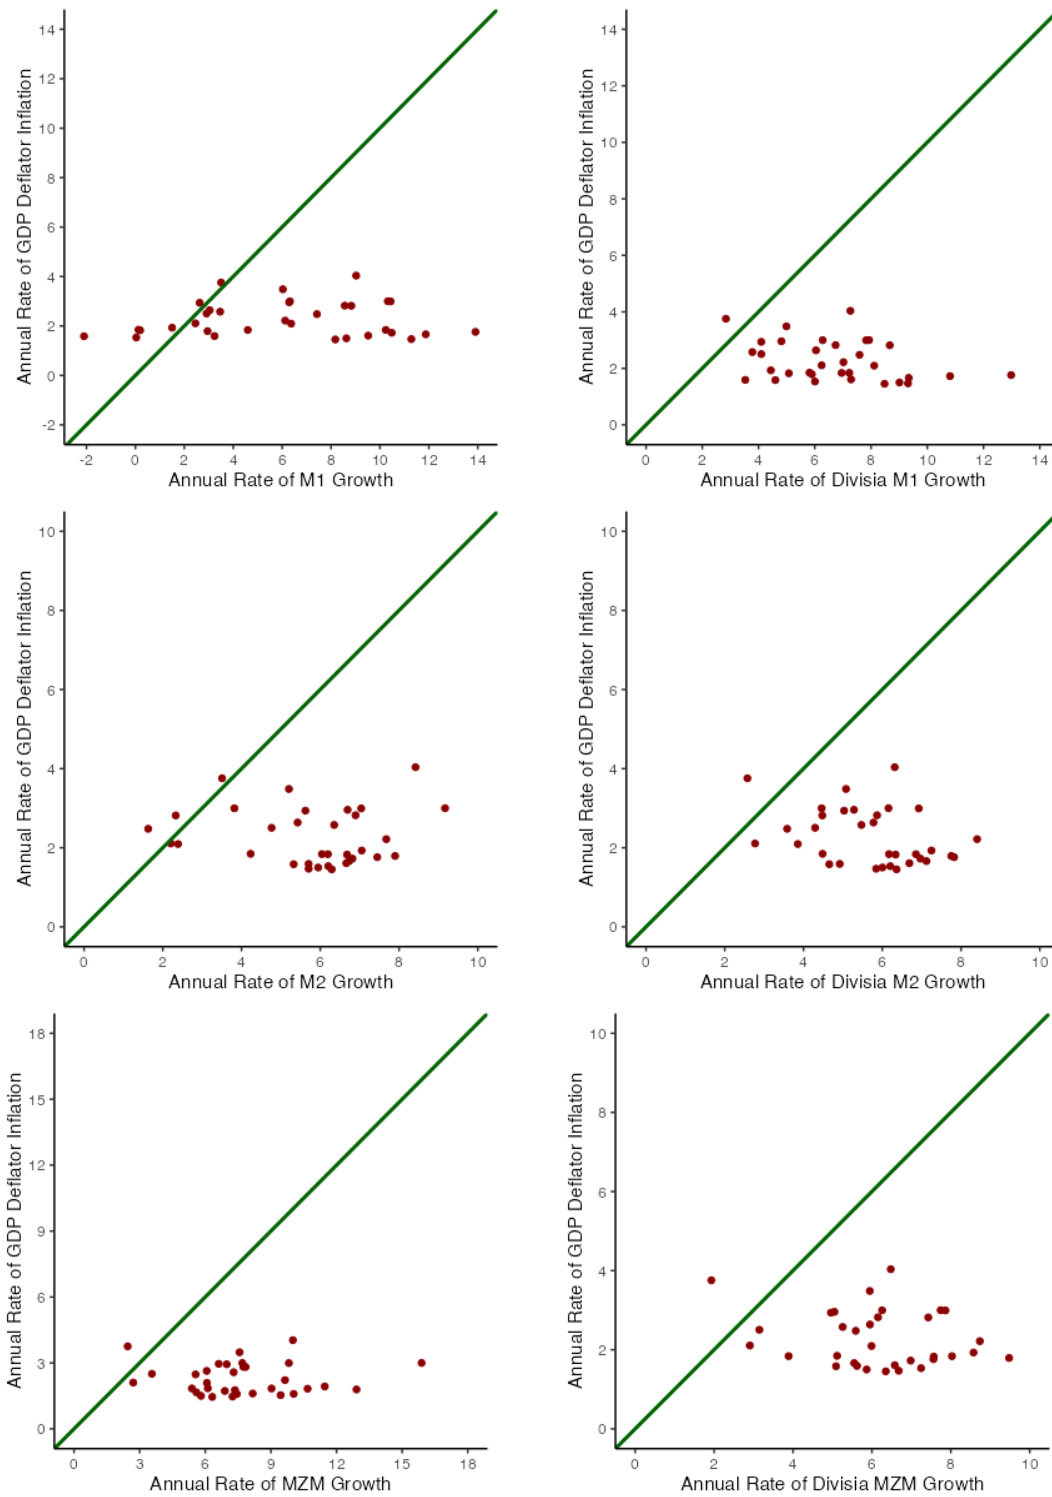 Annual Rate of GDP Deflator Inflation
14
12
10
8
6
4
2
0
-2
-2 0 2 4 6 8 10 12 14
Annual Rate of M1 Growth
Annual Rate of GDP Deflator Inflation
14
12
10
8
6
4
2
0
0 2 4 6 8 10 12 14
Annual Rate of Divisia M1 Growth
Annual Rate of GDP Deflator Inflation
10
8
6
4
2
0
0 2 4 6 8 10
Annual Rate of M2 Growth
Annual Rate of GDP Deflator Inflation
10
8
6
4
2
0
0 2 4 6 8 10
Annual Rate of Divisia M2 Growth
Annual Rate of GDP Deflator Inflation
18
15
12
9
6
3
0
0 3 6 9 12 15 18
Annual Rate of MZM Growth
Annual Rate of GDP Deflator Inflation
10
8
6
4
2
0
0 2 4 6 8 10
Annual Rate of Divisia MZM Growth